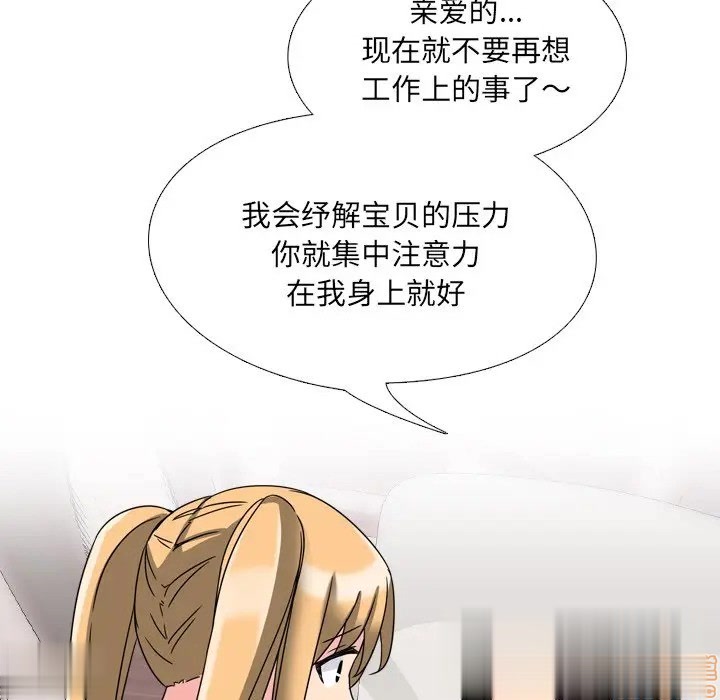 亲爱的...
现在就不要再想
工作上的事了～
我会纾解宝贝的压力
你就集中注意力
在我身上就好